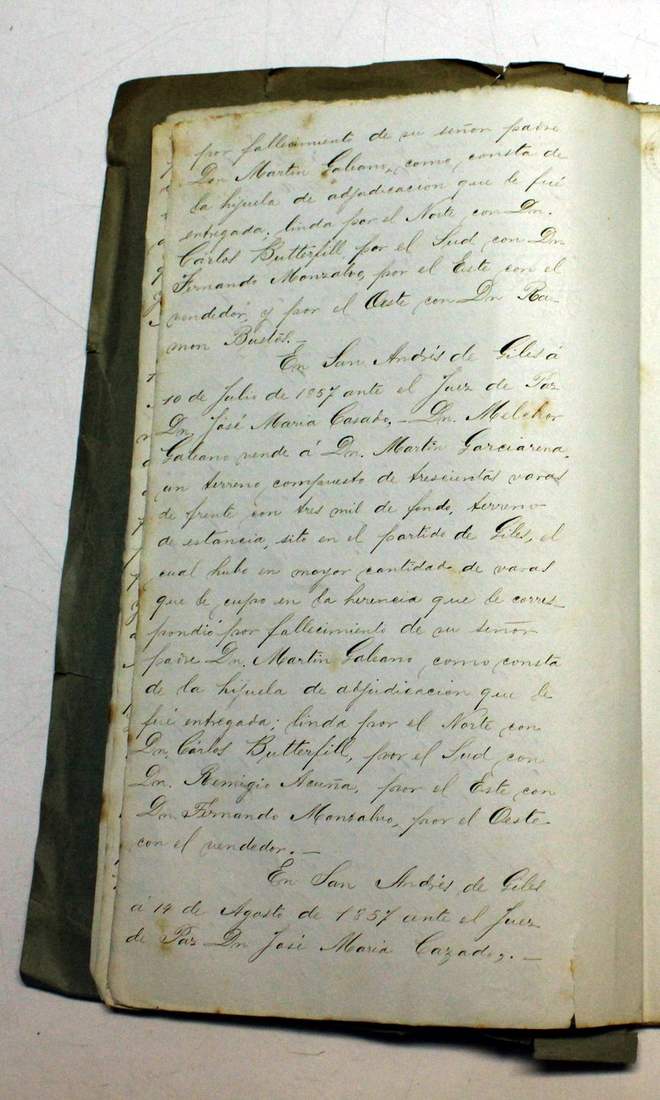 por fallecimiento de su señor padre
Don Martin Galeano, como consta de
la hijuela de adjudicacion que le fué
entregada; linda por el Norte con Dn.
Cárlos Butterfill, por el Sud con Dn
Fernando Monzalvo, por el Este con el
vendedor, y por el Oeste con Dn Ra-
mon Bustos.—
En San Andrés de Giles á
10 de Julio de 1857 ante el Juez de Paz
Dn. José Maria Casado,— Dn. Melchor
Galeano vende á Dn. Martin Garciarena,
un terreno compuesto de trescientas varas
de frente con tres mil de fondo, terreno
de estancia, sito en el partido de Giles, el
cual hubo en mayor cantidad de varas
que le cupo en la herencia que le corres-
pondió por fallecimiento de su señor
padre Dn. Martin Galeano como consta
de la hijuela de adjudicacion que le
fué entregada; linda por el Norte con
Dn. Cárlos Butterfill, por el Sud con
Dn. Remigio Acuña, por el Este con
Dn. Fernando Monzalvo, por el Oeste
con el vendedor.—
En San Andrés de Giles
á 14 de Agosto de 1857 ante el Juez
de Paz Dn José Maria Cazado,—